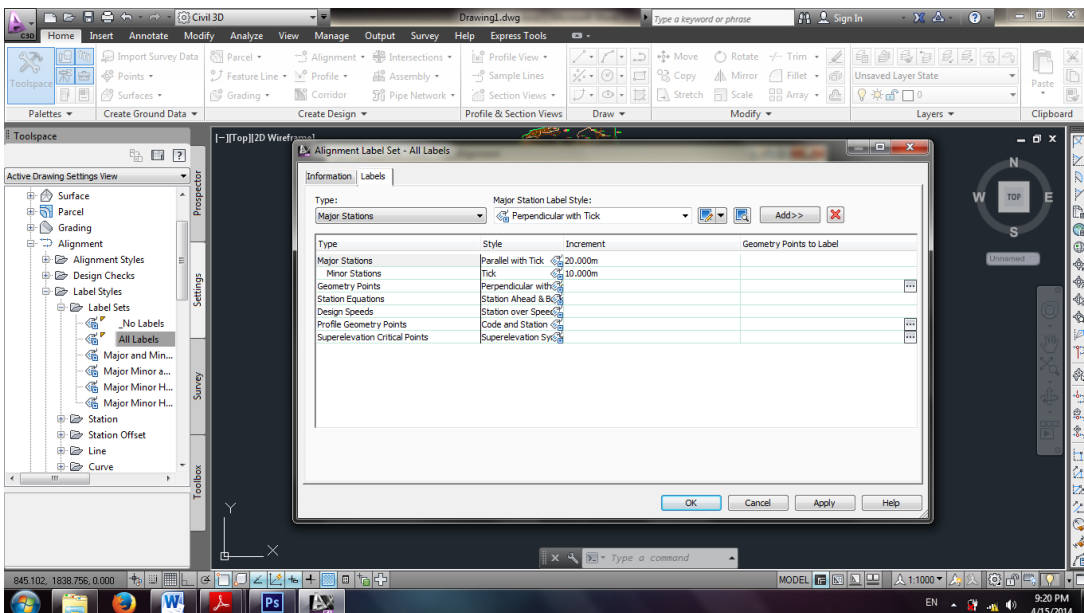 C3D
Civil 3D
Drawing1.dwg
Type a keyword or phrase
Sign In
Home Insert Annotate Modify Analyze View Manage Output Survey Help Express Tools
Toolspace
Import Survey Data
Points
Surfaces
Parcel
Feature Line
Grading
Alignment
Profile
Corridor
Intersections
Assembly
Pipe Network
Profile View
Sample Lines
Section Views
Move
Copy
Stretch
Rotate
Mirror
Scale
Trim
Fillet
Array
Unsaved Layer State
0
Paste
Palettes
Create Ground Data
Create Design
Profile & Section Views
Draw
Modify
Layers
Clipboard
Toolspace
Active Drawing Settings View
Surface
Parcel
Grading
Alignment
Alignment Styles
Design Checks
Label Styles
Label Sets
_No Labels
All Labels
Major and Min...
Major Minor a...
Major Minor H...
Major Minor H...
Station
Station Offset
Line
Curve
Prospector
Settings
Survey
Toolbox
[−][Top][2D Wireframe]
Alignment Label Set - All Labels
Information Labels
Type: Major Station Label Style:
Major Stations Perpendicular with Tick Add>>
Type Style Increment Geometry Points to Label
Major Stations Parallel with Tick 20.000m
Minor Stations Tick 10.000m
Geometry Points Perpendicular with
Station Equations Station Ahead & B
Design Speeds Station over Speed
Profile Geometry Points Code and Station
Superelevation Critical Points Superelevation Sy
OK Cancel Apply Help
N
W TOP E
S
Unnamed
Y
X
Type a command
845.102, 1838.756, 0.000
MODEL
1:1000
W
Ps
EN
9:20 PM
4/15/2014